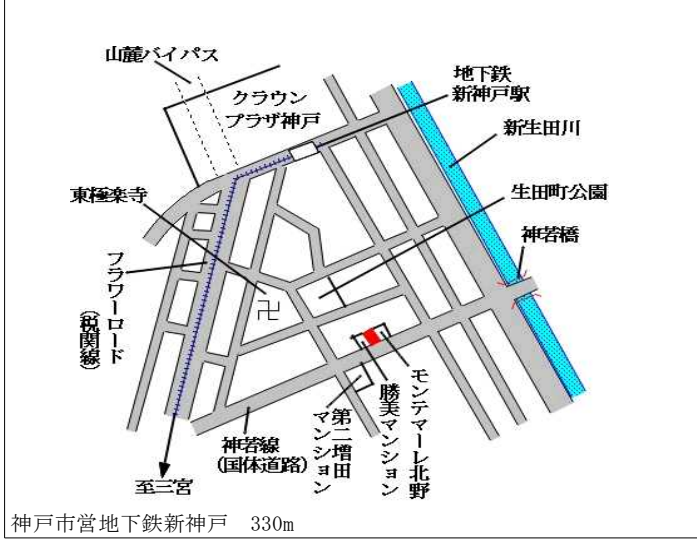 山麓バイパス
クラウン
プラザ神戸
地下鉄
新神戸駅
新生田川
東極楽寺
生田町公園
神若橋
フラワーロード
(税関線)
卍
モンテマーレ北野
勝美マンション
第二増田
マンション
神若線
(国体道路)
至三宮
神戸市営地下鉄新神戸 330m